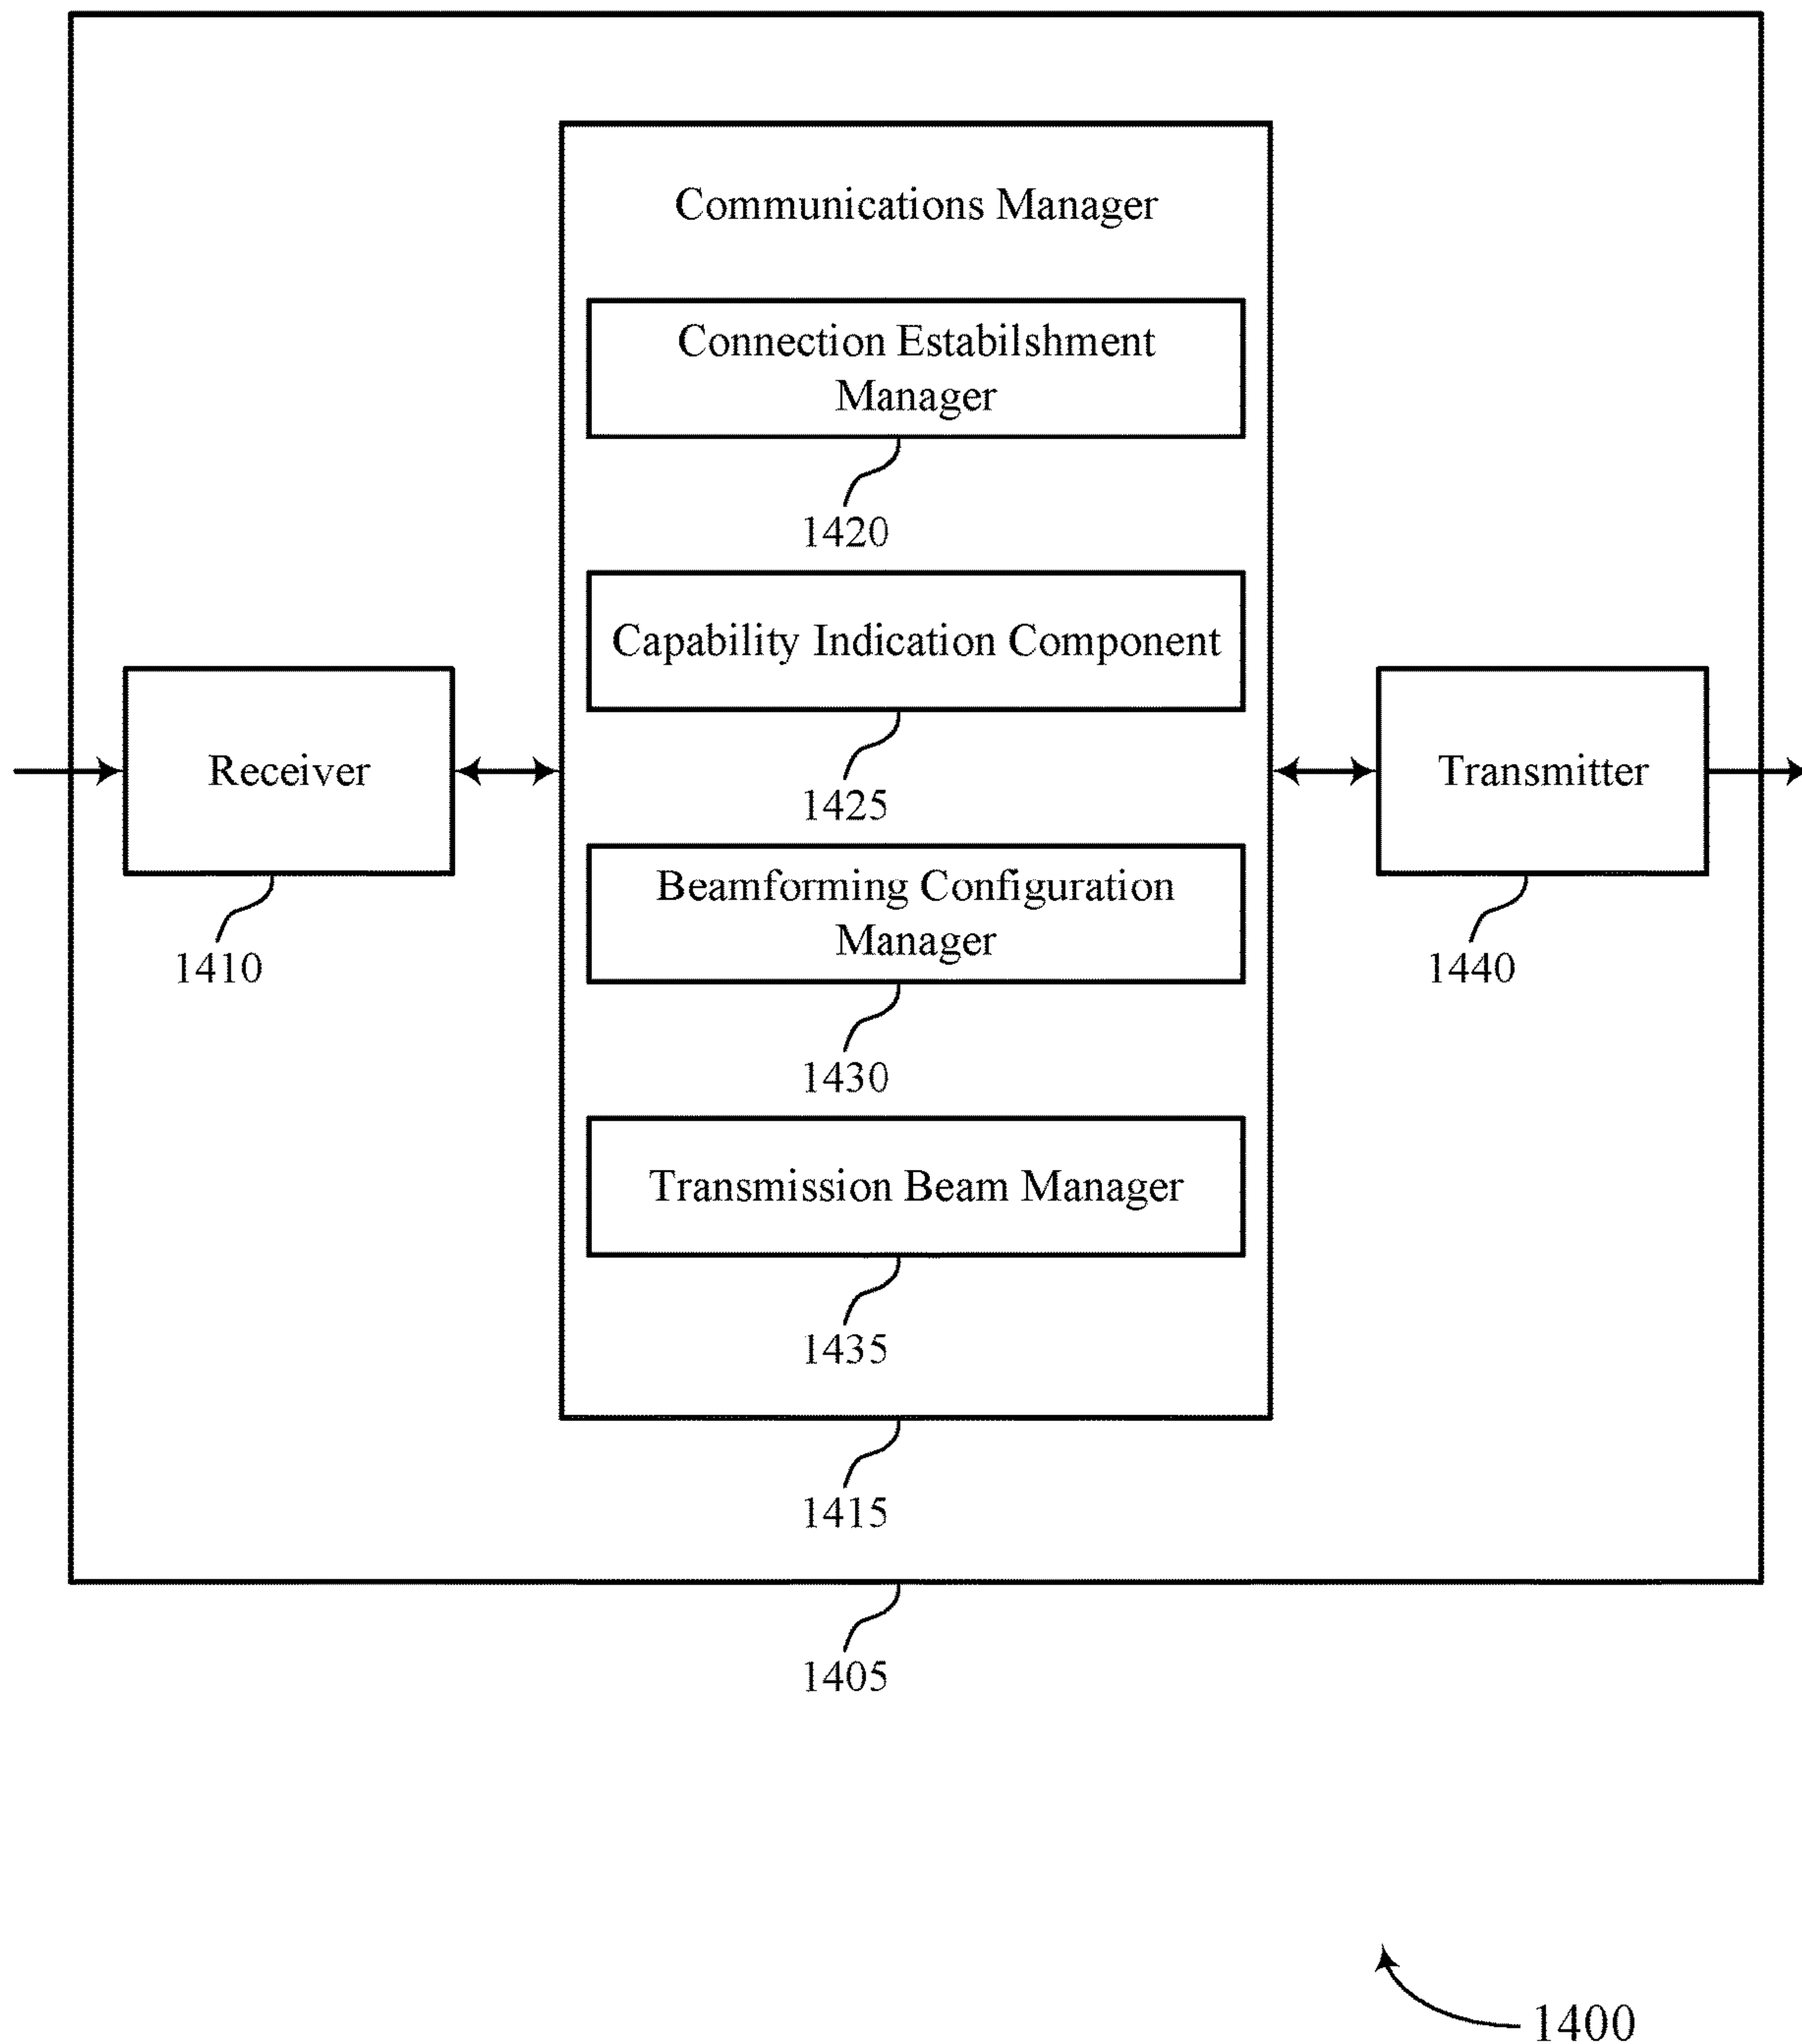 Communications Manager
Connection Estabilshment
Manager
1420
Capability Indication Component
1425
Receiver
1410
Transmitter
1440
Beamforming Configuration
Manager
1430
Transmission Beam Manager
1435
1415
1405
1400